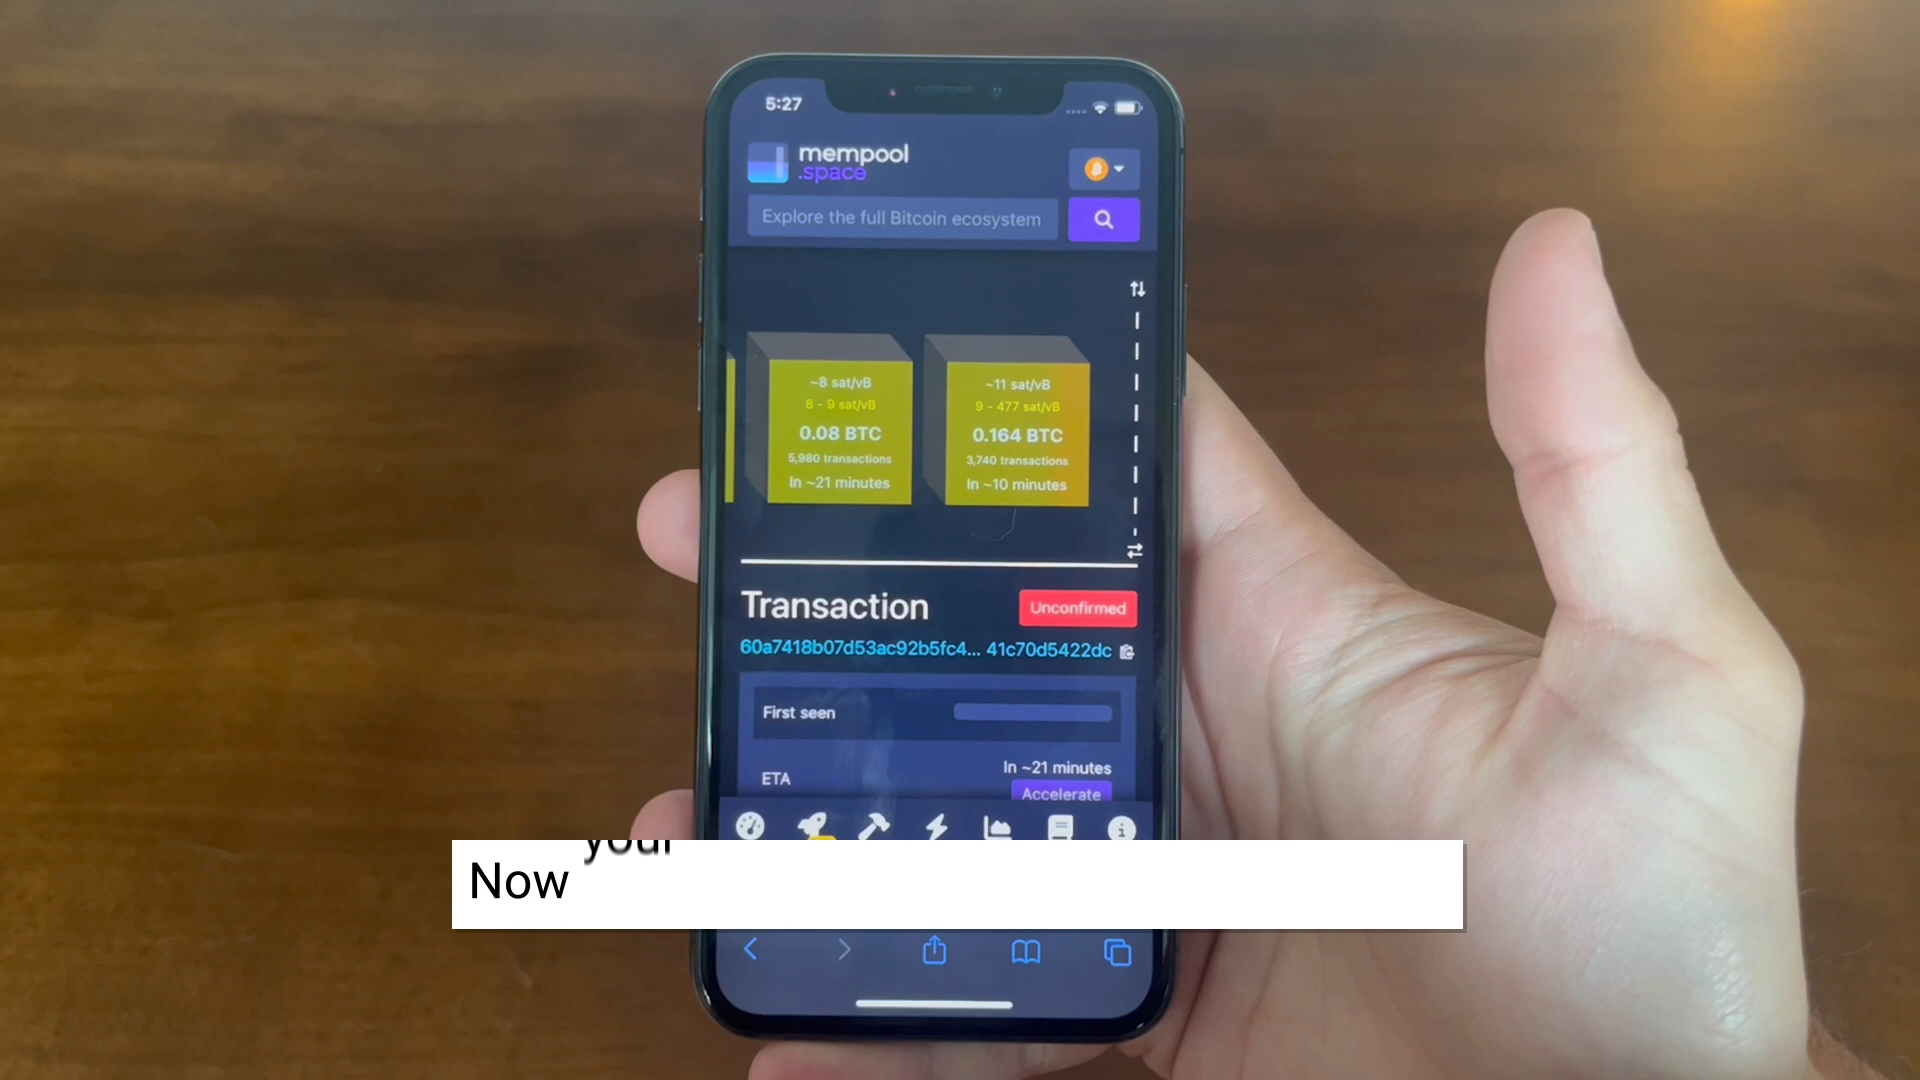 5:27
mempool
.space
Explore the full Bitcoin ecosystem
~8 sat/vB
8 - 9 sat/vB
0.08 BTC
5,980 transactions
In ~21 minutes
~11 sat/vB
9 - 477 sat/vB
0.164 BTC
3,740 transactions
In ~10 minutes
Transaction
Unconfirmed
60a7418b07d53ac92b5fc4... 41c70d5422dc
First seen
ETA
In ~21 minutes
Accelerate
Now your